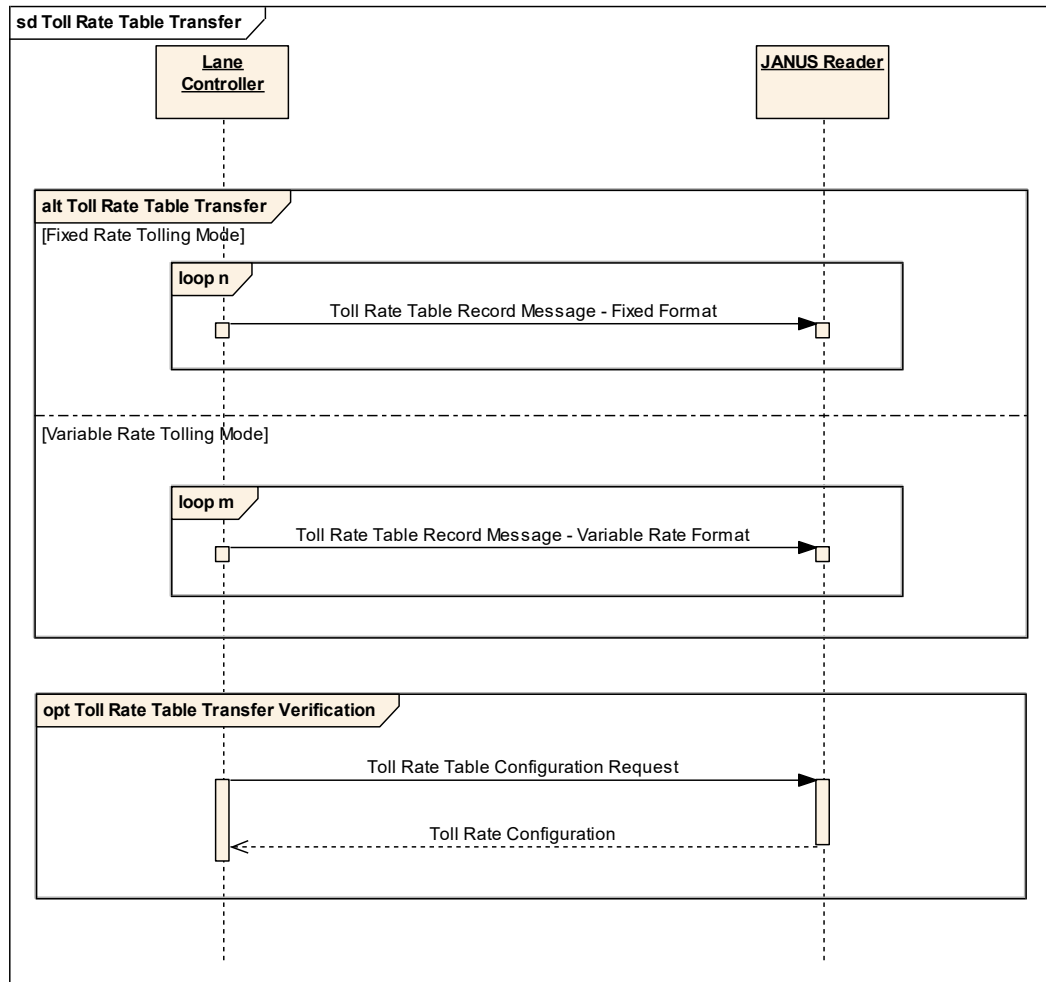 sd Toll Rate Table Transfer
Lane
Controller
JANUS Reader
alt Toll Rate Table Transfer
[Fixed Rate Tolling Mode]
loop n
Toll Rate Table Record Message - Fixed Format
[Variable Rate Tolling Mode]
loop m
Toll Rate Table Record Message - Variable Rate Format
opt Toll Rate Table Transfer Verification
Toll Rate Table Configuration Request
Toll Rate Configuration